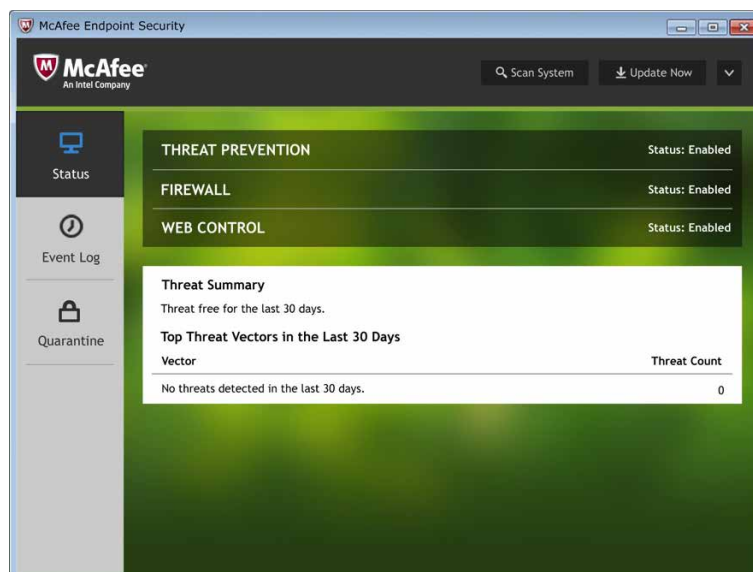 McAfee Endpoint Security
McAfee
An Intel Company
Scan System
Update Now
Status
Event Log
Quarantine
THREAT PREVENTION Status: Enabled
FIREWALL Status: Enabled
WEB CONTROL Status: Enabled
Threat Summary
Threat free for the last 30 days.
Top Threat Vectors in the Last 30 Days
Vector Threat Count
No threats detected in the last 30 days. 0